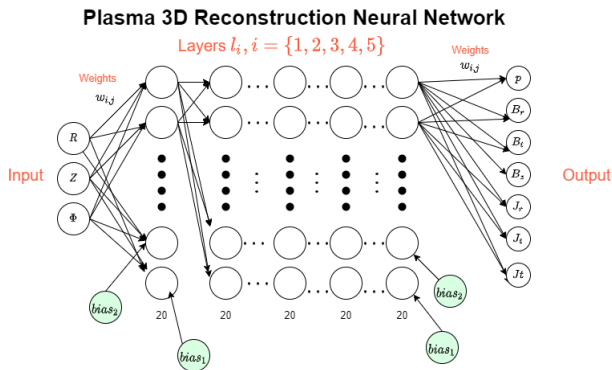 Plasma 3D Reconstruction Neural Network
Layers l_i, i = {1, 2, 3, 4, 5}
Weights
w_{i,j}
Weights
w_{i,j}
Input
R
Z
Φ
p
B_r
B_t
B_z
J_r
J_t
Jt
Output
bias_2
bias_1
bias_2
bias_1
20
20
20
20
20